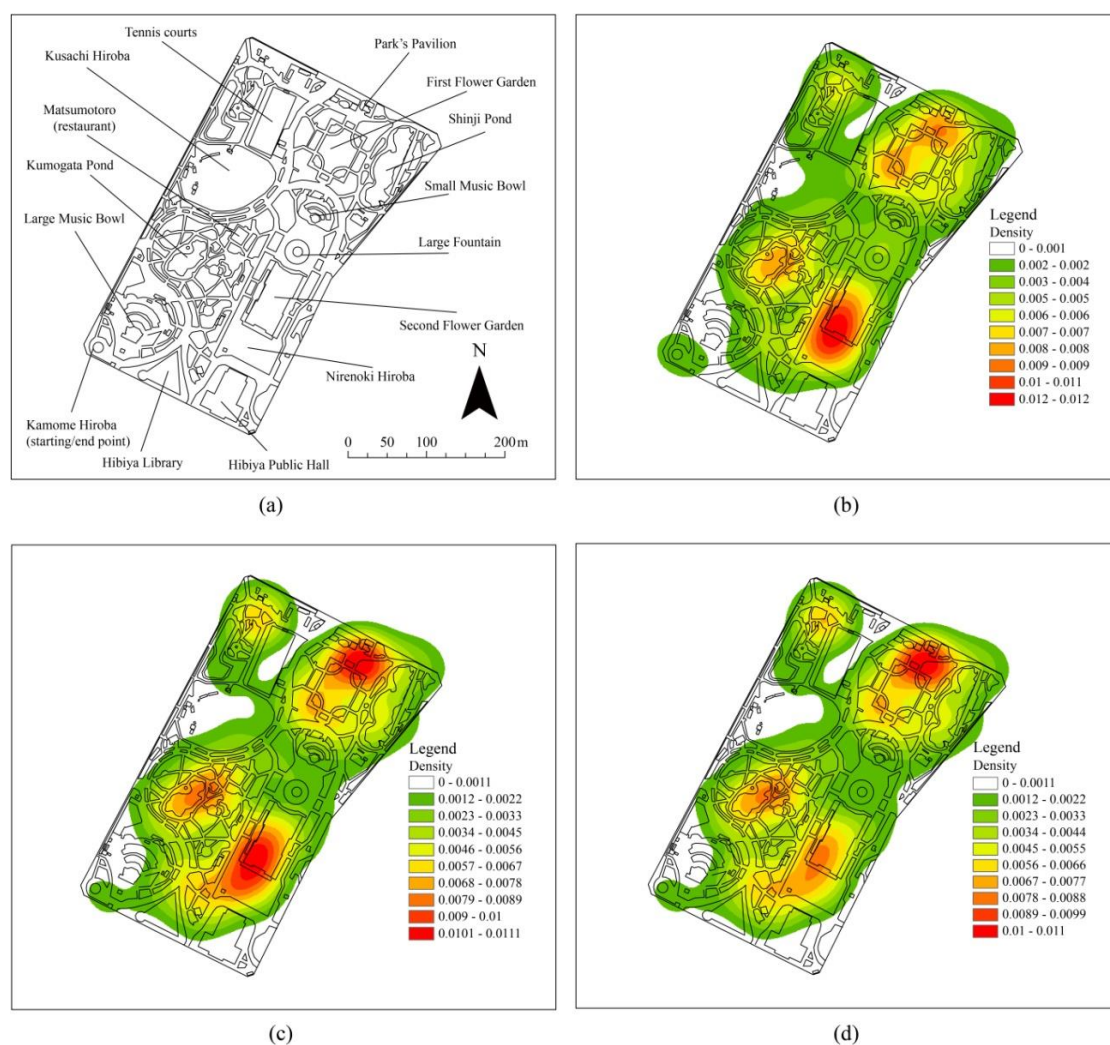 Tennis courts
Kusachi Hiroba
Matsumotoro
(restaurant)
Kumogata Pond
Large Music Bowl
Park's Pavilion
First Flower Garden
Shinji Pond
Small Music Bowl
Large Fountain
Second Flower Garden
Nirenoki Hiroba
N
Kamome Hiroba
(starting/end point)
Hibiya Library
Hibiya Public Hall
0 50 100 200 m
(a)
Legend
Density
0 - 0.001
0.002 - 0.002
0.003 - 0.004
0.005 - 0.005
0.006 - 0.006
0.007 - 0.007
0.008 - 0.008
0.009 - 0.009
0.01 - 0.011
0.012 - 0.012
(b)
Legend
Density
0 - 0.0011
0.0012 - 0.0022
0.0023 - 0.0033
0.0034 - 0.0045
0.0046 - 0.0056
0.0057 - 0.0067
0.0068 - 0.0078
0.0079 - 0.0089
0.009 - 0.01
0.0101 - 0.0111
(c)
Legend
Density
0 - 0.0011
0.0012 - 0.0022
0.0023 - 0.0033
0.0034 - 0.0044
0.0045 - 0.0055
0.0056 - 0.0066
0.0067 - 0.0077
0.0078 - 0.0088
0.0089 - 0.0099
0.01 - 0.011
(d)